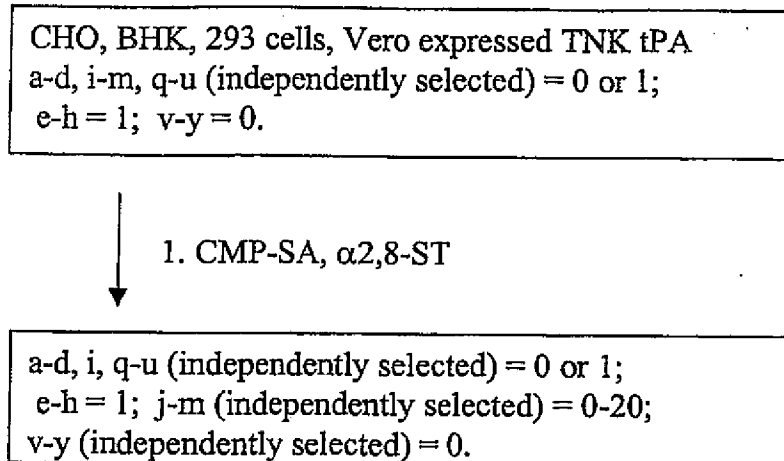 CHO, BHK, 293 cells, Vero expressed TNK tPA
a-d, i-m, q-u (independently selected) = 0 or 1;
e-h = 1; v-y = 0.
1. CMP-SA, α2,8-ST
a-d, i, q-u (independently selected) = 0 or 1;
e-h = 1; j-m (independently selected) = 0-20;
v-y (independently selected) = 0.